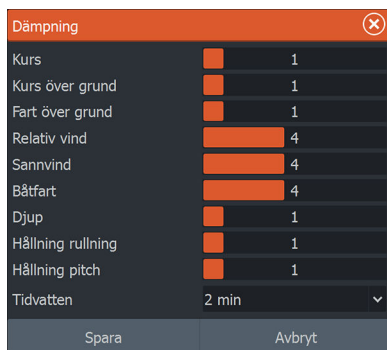 Dämpning
Kurs 1
Kurs över grund 1
Fart över grund 1
Relativ vind 4
Sannvind 4
Båtfart 4
Djup 1
Hållning rullning 1
Hållning pitch 1
Tidvatten 2 min
Spara Avbryt